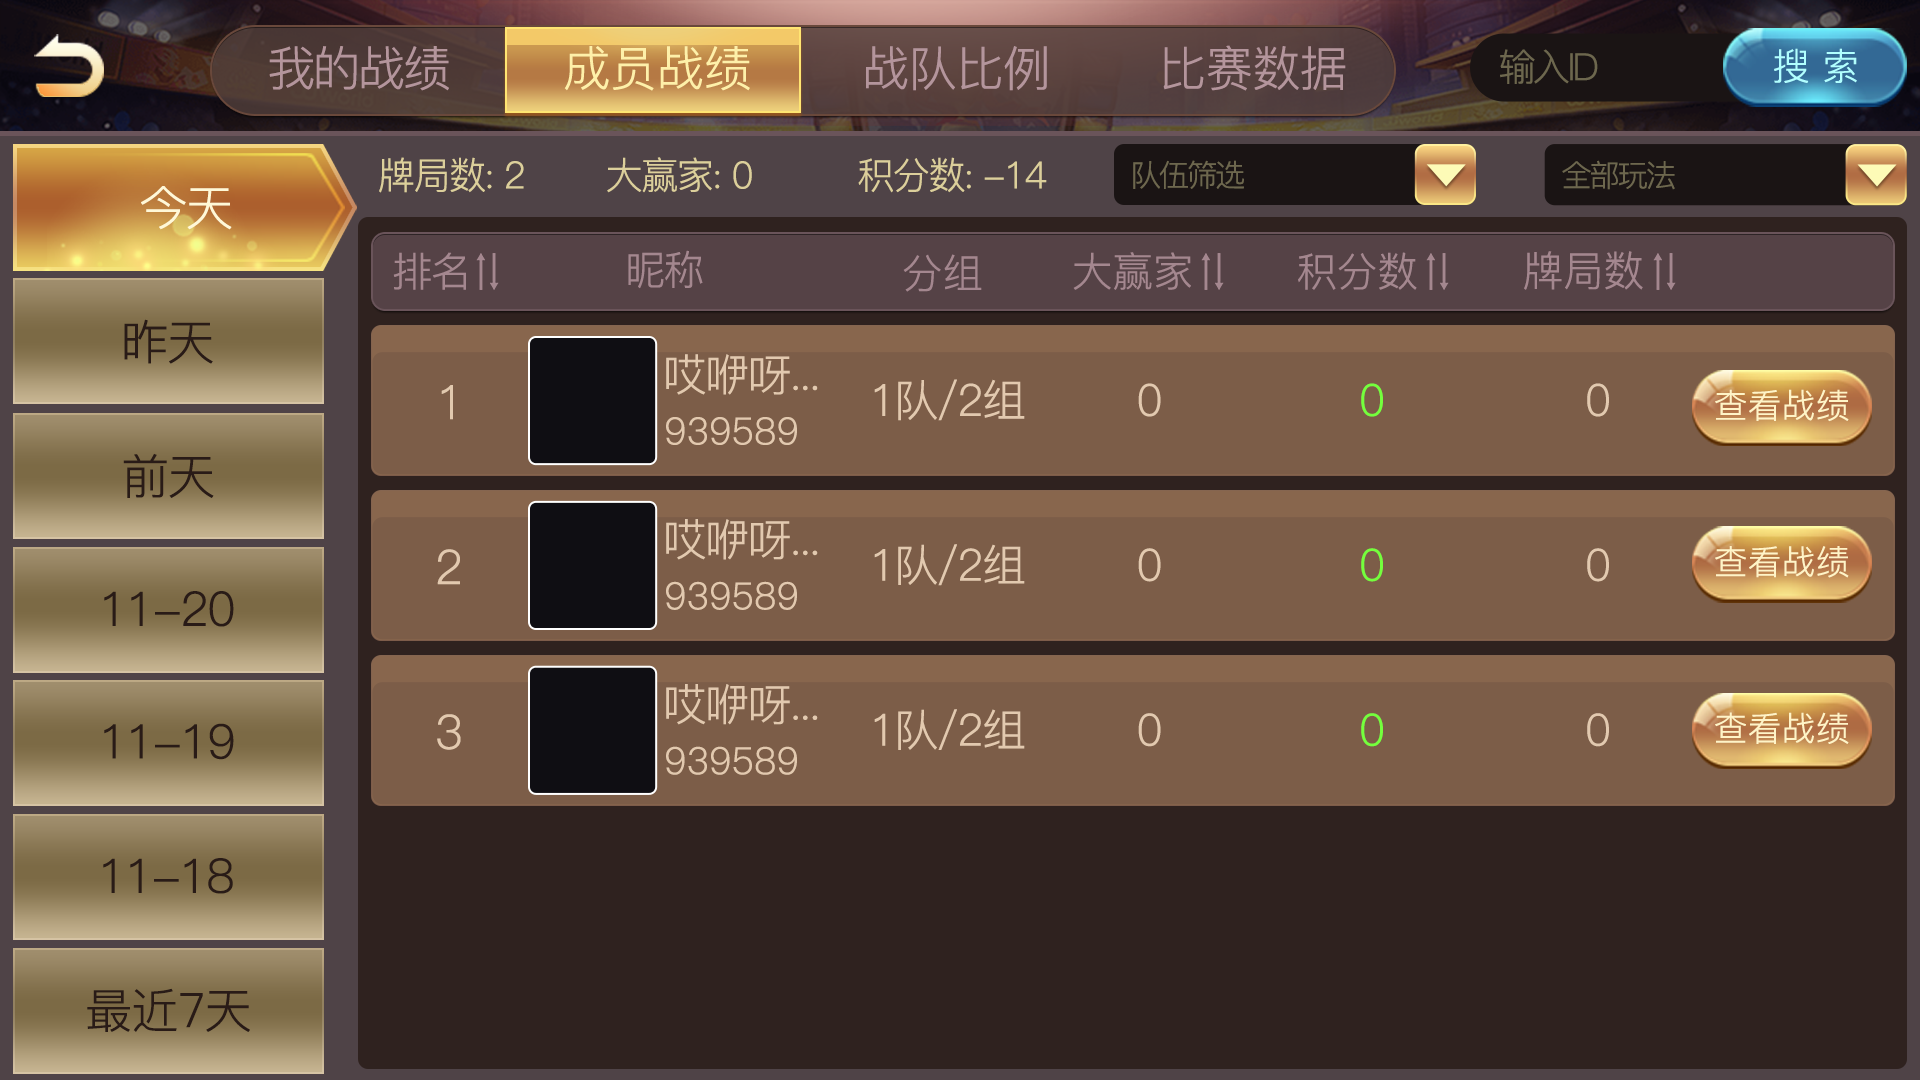 我的战绩 成员战绩 战队比例 比赛数据 输入ID 搜索
今天 牌局数: 2 大赢家: 0 积分数: -14 队伍筛选 全部玩法
排名 昵称 分组 大赢家 积分数 牌局数
昨天
1 哎咿呀... 1队/2组 0 0 0 查看战绩
939589
前天
2 哎咿呀... 1队/2组 0 0 0 查看战绩
939589
11-20
3 哎咿呀... 1队/2组 0 0 0 查看战绩
939589
11-19
11-18
最近7天